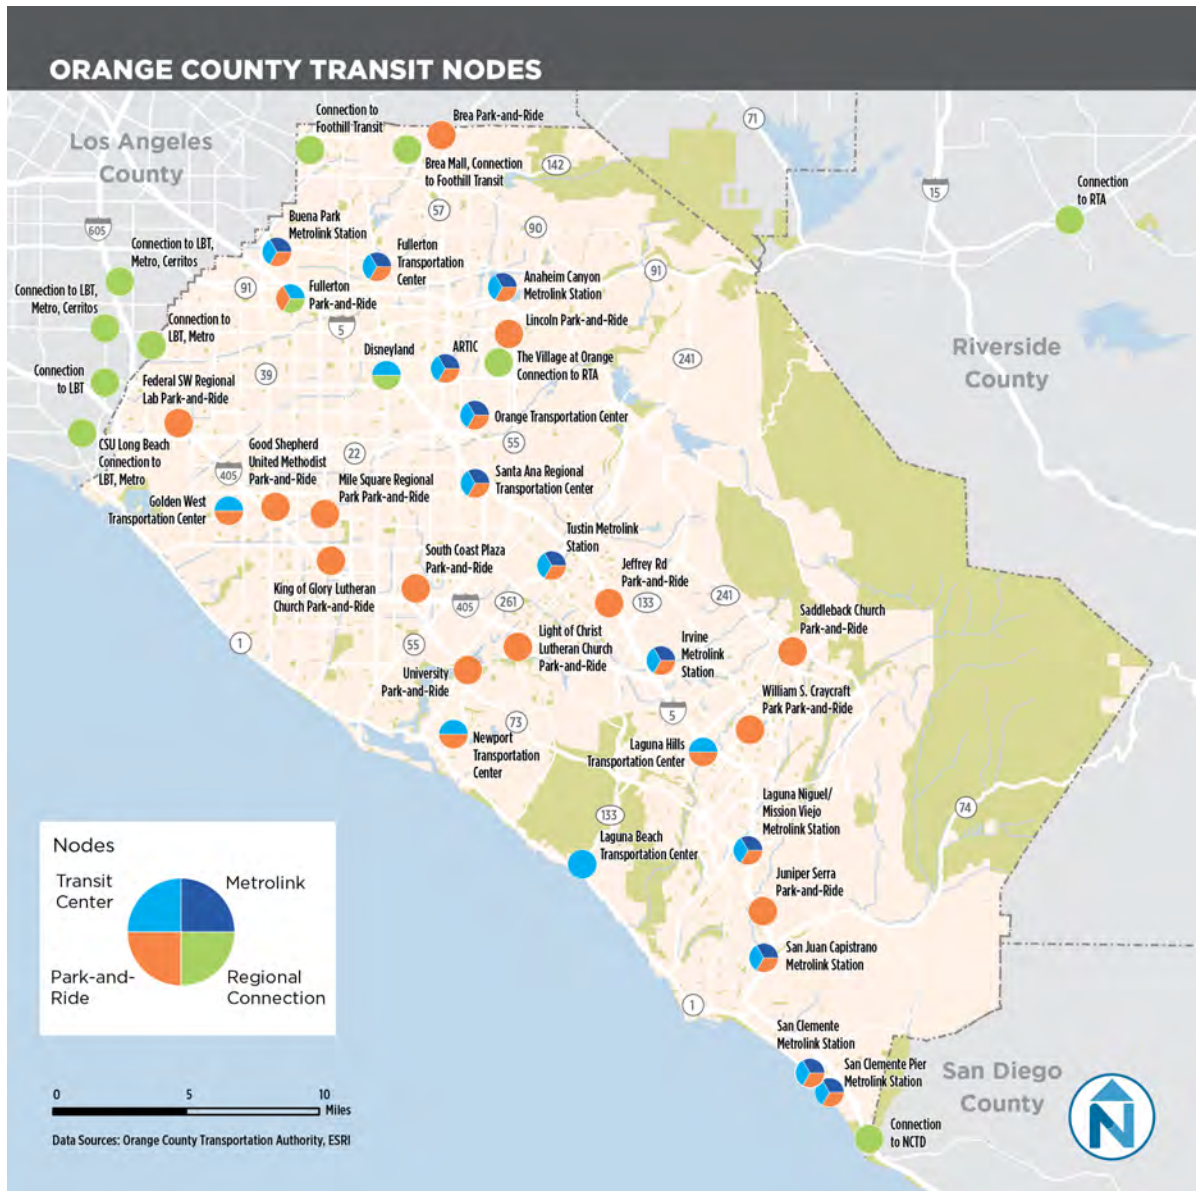 ORANGE COUNTY TRANSIT NODES
Los Angeles
County
Connection to
Foothill Transit
Brea Park-and-Ride
Brea Mall, Connection
to Foothill Transit
142
71
15
Connection
to RTA
605
57
90
91
Connection to LBT,
Metro, Cerritos
Buena Park
Metrolink Station
Fullerton
Transportation
Center
91
Fullerton
Park-and-Ride
Anaheim Canyon
Metrolink Station
Connection to LBT,
Metro, Cerritos
Connection to
LBT, Metro
5
Lincoln Park-and-Ride
Disneyland
ARTIC
The Village at Orange
Connection to RTA
241
Riverside
County
Connection
to LBT
Federal SW Regional
Lab Park-and-Ride
39
Orange Transportation Center
55
22
CSU Long Beach
Connection to
LBT, Metro
405
Good Shepherd
United Methodist
Park-and-Ride
Mile Square Regional
Park Park-and-Ride
Santa Ana Regional
Transportation Center
Golden West
Transportation Center
Tustin Metrolink
Station
South Coast Plaza
Park-and-Ride
Jeffrey Rd
Park-and-Ride
King of Glory Lutheran
Church Park-and-Ride
405
261
133
241
Saddleback Church
Park-and-Ride
1
55
Light of Christ
Lutheran Church
Park-and-Ride
Irvine
Metrolink
Station
University
Park-and-Ride
William S. Craycraft
Park Park-and-Ride
5
73
Newport
Transportation
Center
Laguna Hills
Transportation Center
Laguna Niguel/
Mission Viejo
Metrolink Station
74
133
Laguna Beach
Transportation Center
Juniper Serra
Park-and-Ride
San Juan Capistrano
Metrolink Station
1
San Clemente
Metrolink Station
San Clemente Pier
Metrolink Station
San Diego
County
Connection
to NCTD
Nodes
Transit
Center
Metrolink
Park-and-
Ride
Regional
Connection
0
5
10
Miles
Data Sources: Orange County Transportation Authority, ESRI
N